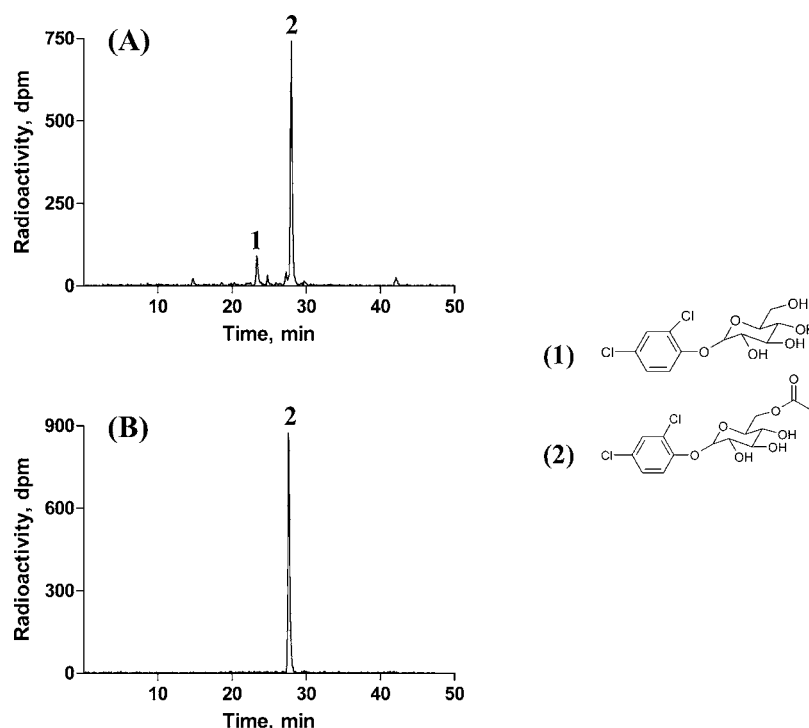 (A)
2
1
750
500
250
0
10 20 30 40 50
Radioactivity, dpm
Time, min
(B)
2
900
600
300
0
10 20 30 40 50
Radioactivity, dpm
Time, min
(1)
Cl
Cl
O
O
OH
OH
OH
OH
(2)
Cl
Cl
O
O
O
O
OH
OH
OH